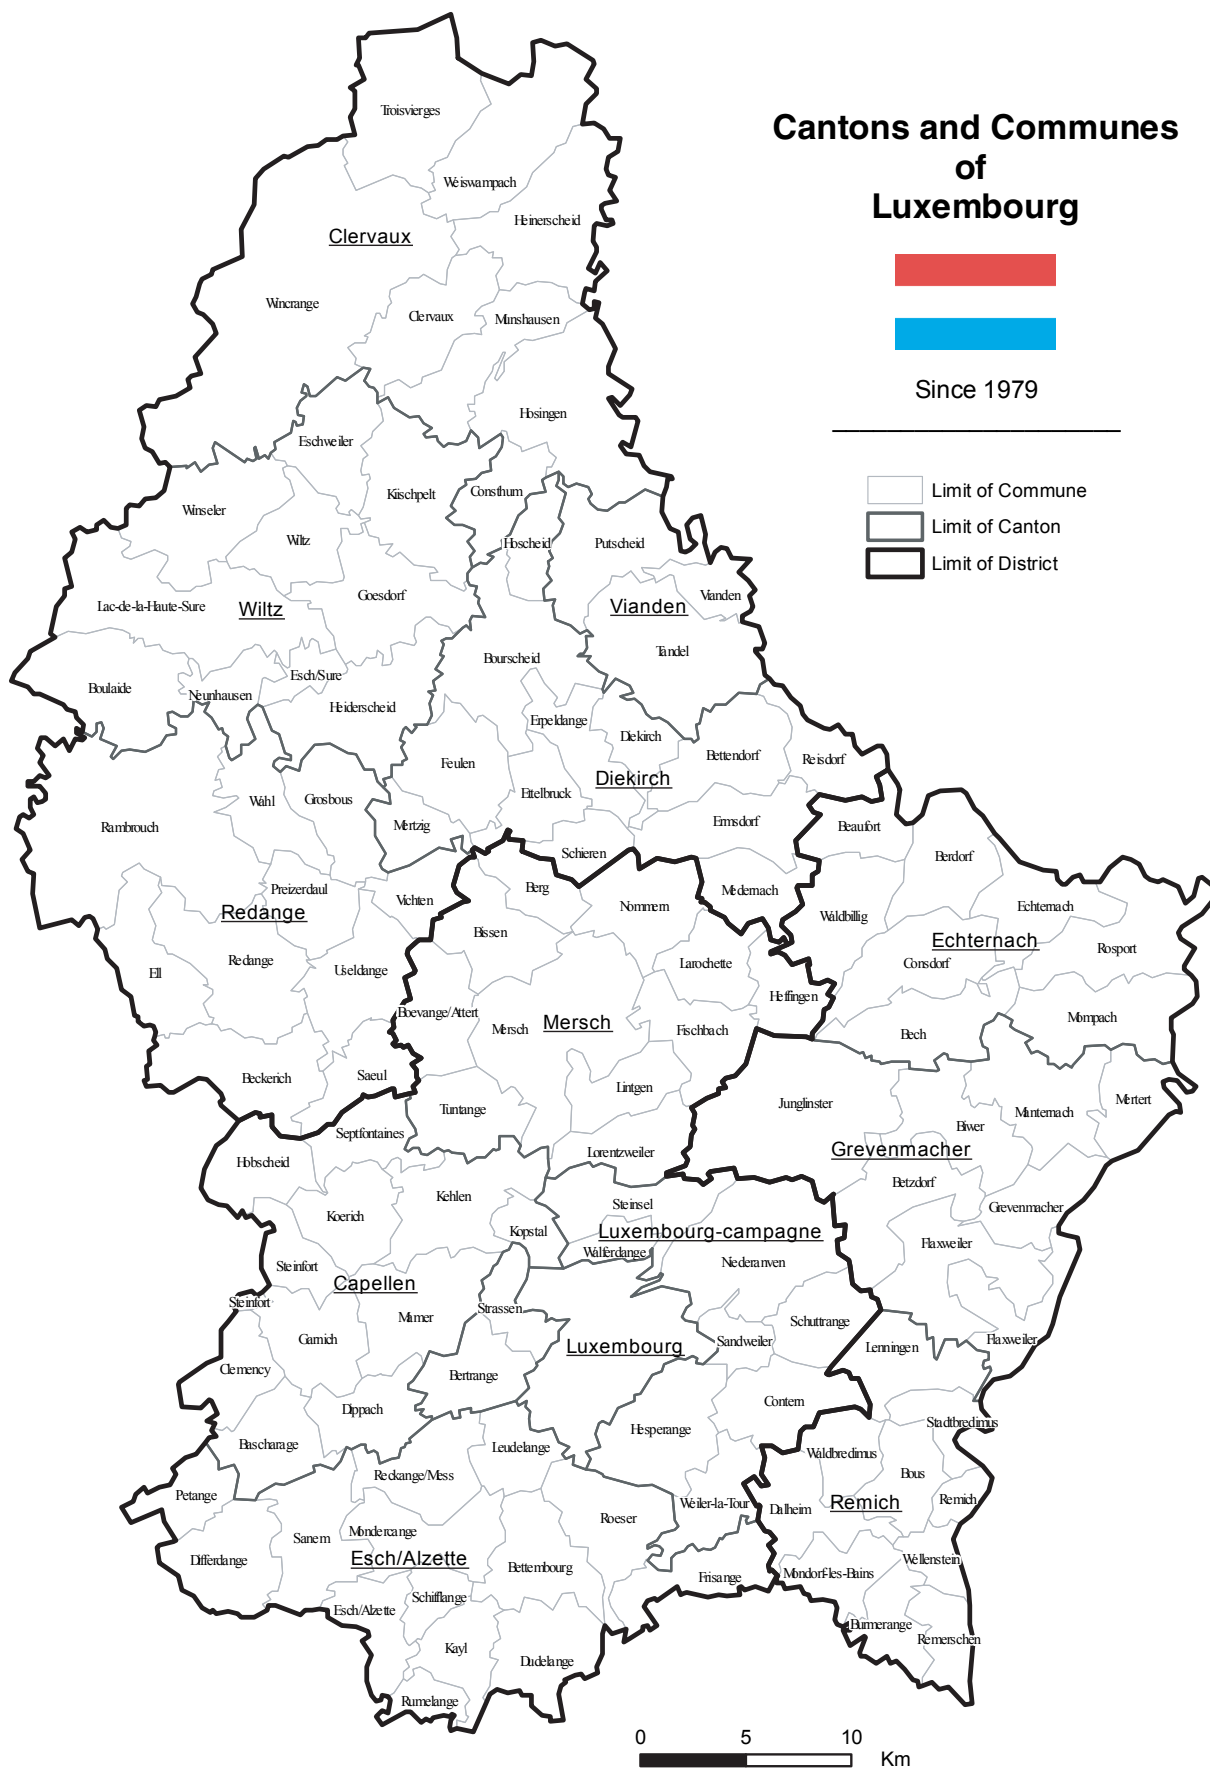 Cantons and Communes
of
Luxembourg
Since 1979
Limit of Commune
Limit of Canton
Limit of District
Troisvierges
Weiswampach
Heinerscheid
Clervaux
Wincrange
Clervaux
Munshausen
Hosingen
Eschweiler
Kiischpelt
Consthum
Winseler
Wiltz
Hoscheid
Putscheid
Goesdorf
Vianden
Lac-de-la-Haute-Sure
Wiltz
Vianden
Tandel
Bourscheid
Esch/Sure
Boulaide
Neunhausen
Heiderscheid
Erpeldange
Diekirch
Bettendorf
Reisdorf
Feulen
Diekirch
Ettelbruck
Wahl
Grosbous
Rambrouch
Mertzig
Ermsdorf
Beaufort
Schieren
Berdorf
Preizerdaul
Vichten
Berg
Medernach
Nommern
Echternach
Redange
Waldbillig
Bissen
Echternach
Rosport
Redange
Larochette
Consdorf
Ell
Useldange
Heffingen
Boevange/Attert
Mersch
Mersch
Fischbach
Mompach
Bech
Beckerich
Saeul
Lintgen
Junglinster
Tuntange
Manternach
Mertert
Biwer
Septfontaines
Lorentzweiler
Grevenmacher
Hobscheid
Betzdorf
Kehlen
Steinsel
Grevenmacher
Koerich
Kopstal
Luxembourg-campagne
Walferdange
Flaxweiler
Niederanven
Steinfort
Capellen
Steinfort
Strassen
Mamer
Schuttrange
Garnich
Luxembourg
Sandweiler
Lenningen
Flaxweiler
Clemency
Bertrange
Dippach
Contern
Stadtbredimus
Hesperange
Bascharage
Leudelange
Waldbredimus
Reckange/Mess
Bous
Petange
Weiler-la-Tour
Dalheim
Remich
Remich
Roeser
Sanem
Mondercange
Differdange
Esch/Alzette
Bettembourg
Wellenstein
Mondorf-les-Bains
Frisange
Schifflange
Esch/Alzette
Burmerange
Remerschen
Kayl
Dudelange
Rumelange
0 5 10
Km